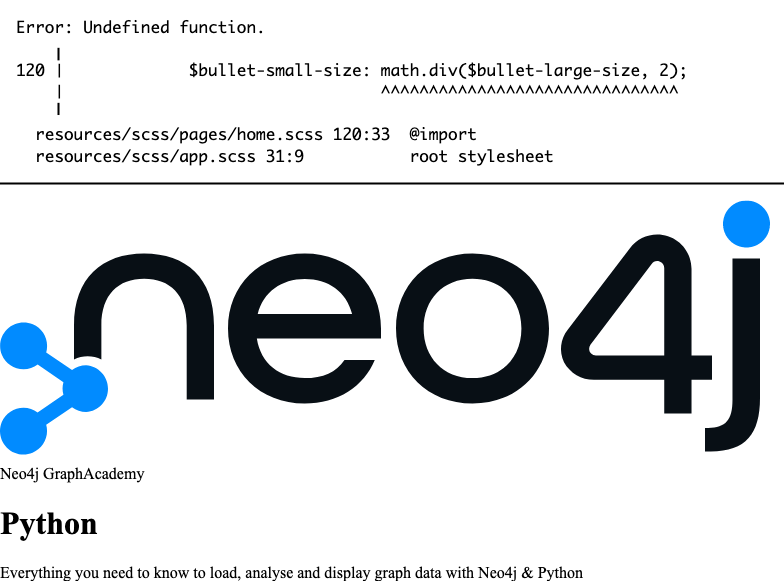 Error: Undefined function.
120 | $bullet-small-size: math.div($bullet-large-size, 2);
| ^^^^^^^^^^^^^^^^^^^^^^^^^^^^^^^
resources/scss/pages/home.scss 120:33 @import
resources/scss/app.scss 31:9 root stylesheet
neo4j
Neo4j GraphAcademy
Python
Everything you need to know to load, analyse and display graph data with Neo4j & Python